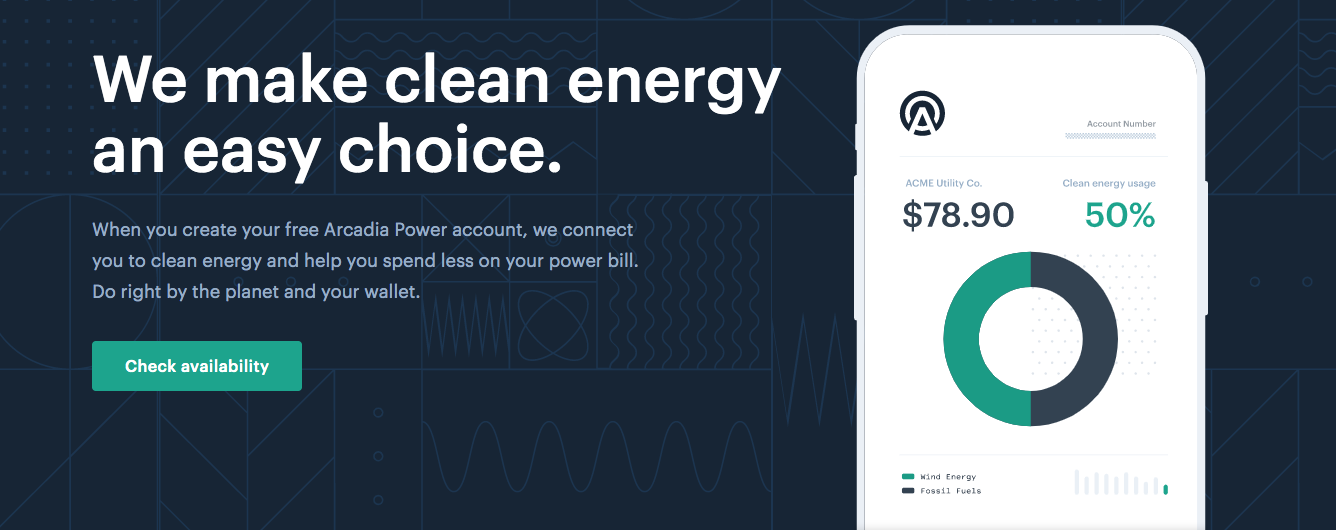 We make clean energy
an easy choice.
When you create your free Arcadia Power account, we connect
you to clean energy and help you spend less on your power bill.
Do right by the planet and your wallet.
Check availability
Account Number
ACME Utility Co.
Clean energy usage
$78.90
50%
Wind Energy
Fossil Fuels